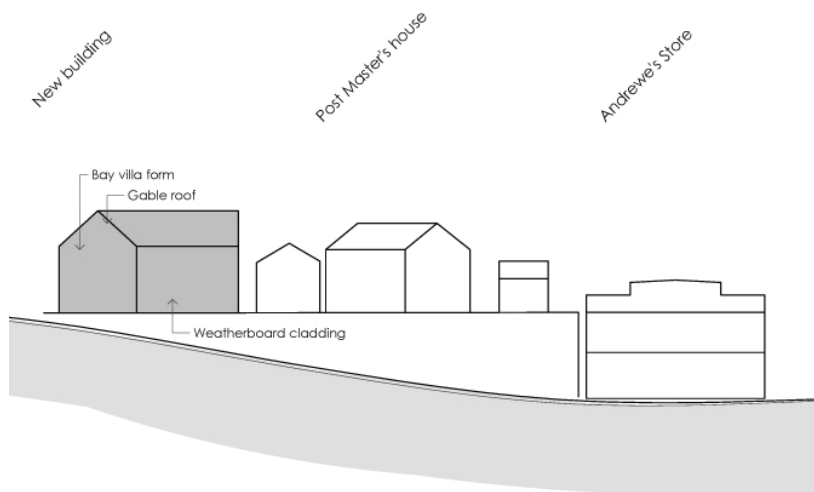 New building
Post Master's house
Andrewe's Store
Bay villa form
Gable roof
Weatherboard cladding